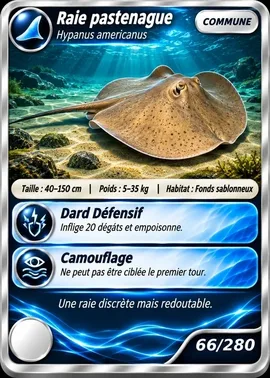 Raie pastenague
Hypanus americanus
COMMUNE
Taille : 40–150 cm | Poids : 5–35 kg | Habitat : Fonds sablonneux
Dard Défensif
Inflige 20 dégâts et empoisonne.
Camouflage
Ne peut pas être ciblée le premier tour.
Une raie discrète mais redoutable.
66/280